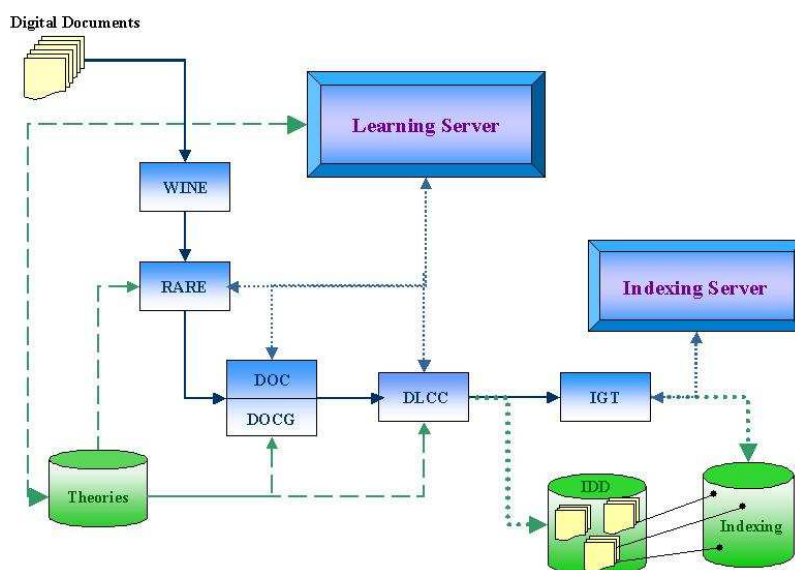 Digital Documents
Learning Server
WINE
RARE
Indexing Server
DOC
DOCG
DLCC
IGT
Theories
IDD
Indexing